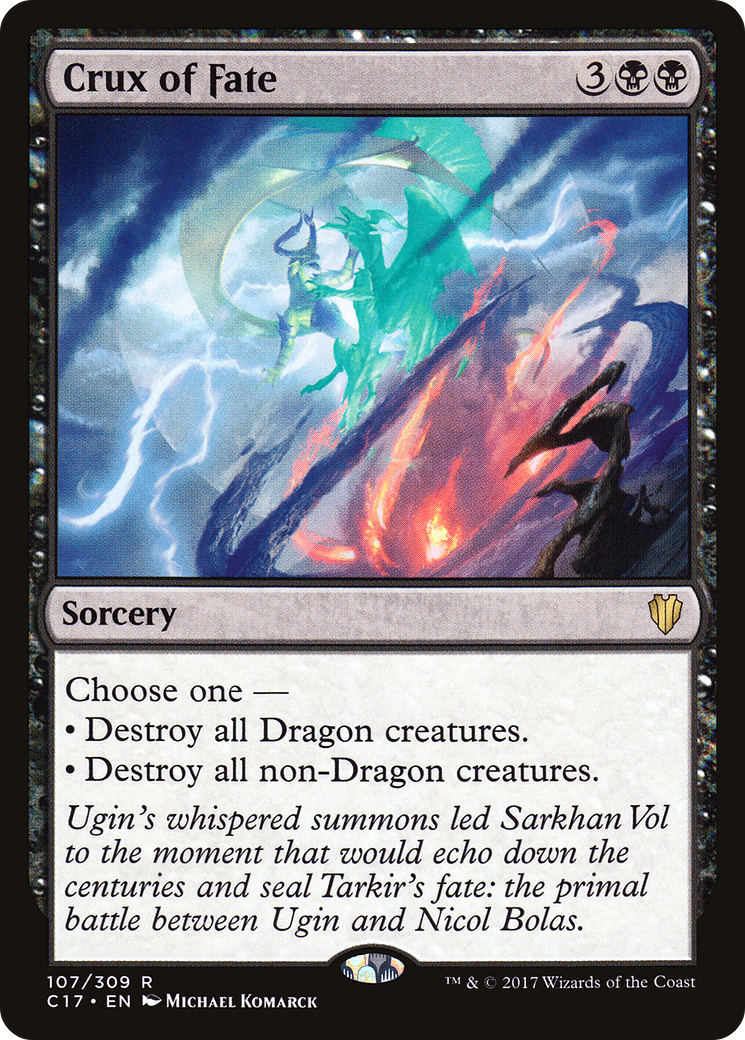 Crux of Fate
3
Sorcery
Choose one —
• Destroy all Dragon creatures.
• Destroy all non-Dragon creatures.
Ugin's whispered summons led Sarkhan Vol
to the moment that would echo down the
centuries and seal Tarkir's fate: the primal
battle between Ugin and Nicol Bolas.
107/309 R
C17 • EN Michael Komarck
™ & © 2017 Wizards of the Coast